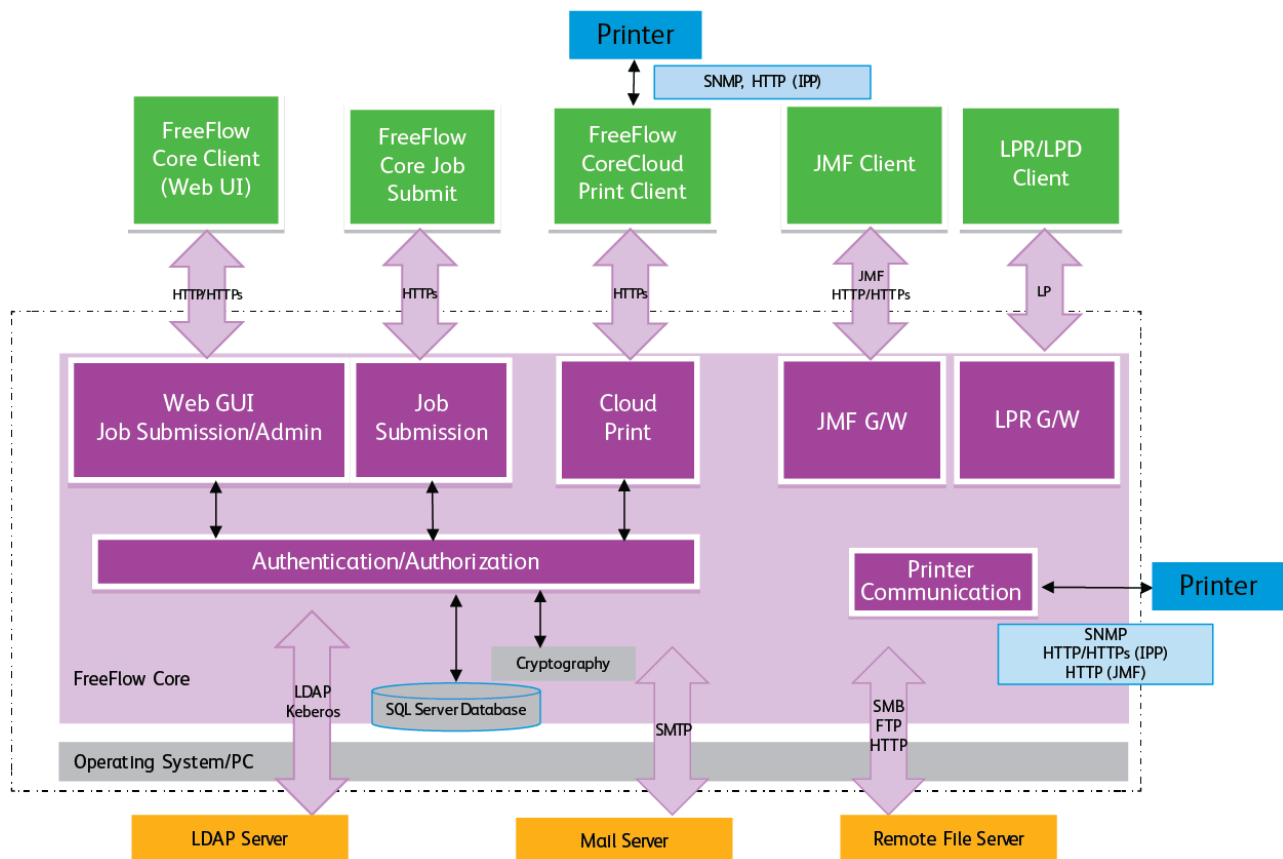 Printer
SNMP, HTTP (IPP)
FreeFlow
Core Client
(Web UI)
FreeFlow
Core Job
Submit
FreeFlow
CoreCloud
Print Client
JMF Client
LPR/LPD
Client
HTTP/HTTPs
HTTPs
HTTPs
JMF
HTTP/HTTPs
LP
Web GUI
Job Submission/Admin
Job
Submission
Cloud
Print
JMF G/W
LPR G/W
Authentication/Authorization
Printer
Communication
Printer
SNMP
HTTP/HTTPs (IPP)
HTTP (JMF)
Cryptography
FreeFlow Core
LDAP
Keberos
SQL Server Database
SMTP
SMB
FTP
HTTP
Operating System/PC
LDAP Server
Mail Server
Remote File Server